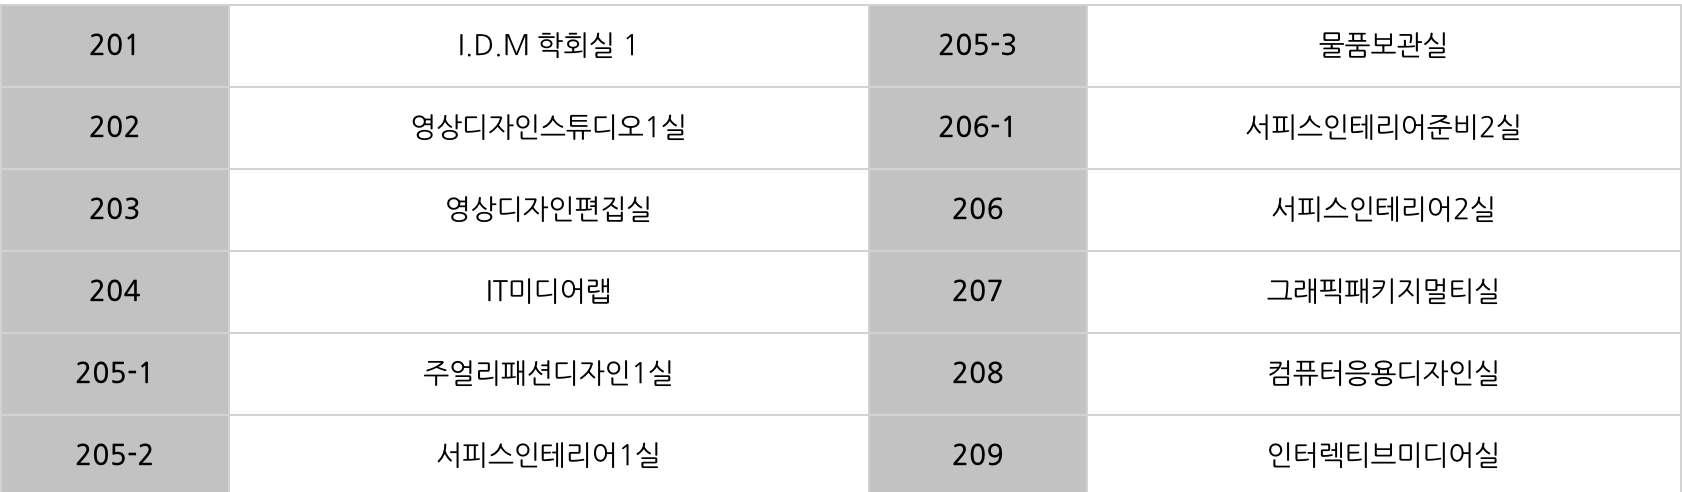 201 I.D.M 학회실 1 205-3 물품보관실
202 영상디자인스튜디오1실 206-1 서피스인테리어준비2실
203 영상디자인편집실 206 서피스인테리어2실
204 IT미디어랩 207 그래픽패키지멀티실
205-1 주얼리패션디자인1실 208 컴퓨터응용디자인실
205-2 서피스인테리어1실 209 인터렉티브미디어실